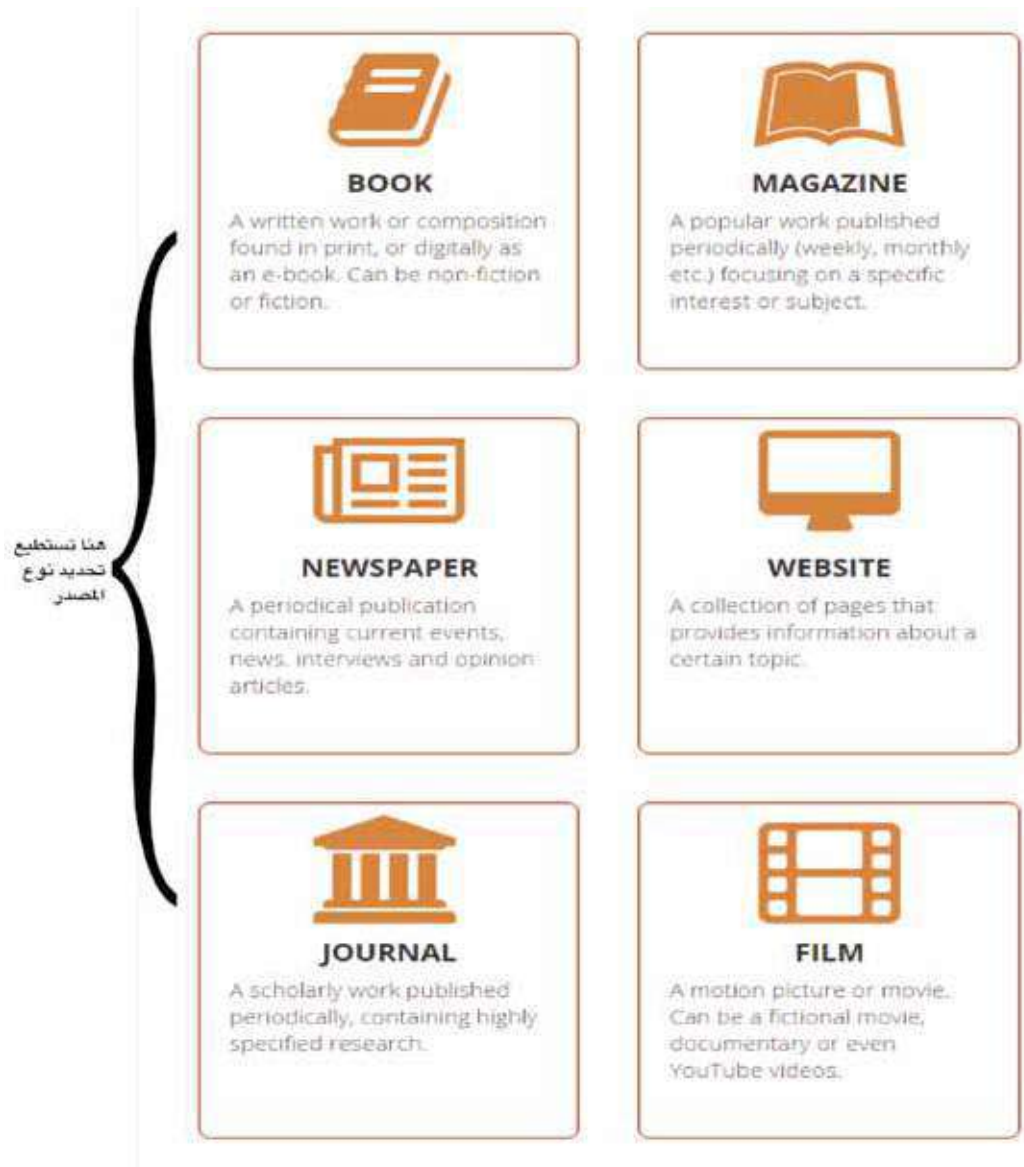 هنا تستطيع
تحديد نوع
المصدر
BOOK
A written work or composition
found in print, or digitally as
an e-book. Can be non-fiction
or fiction.
MAGAZINE
A popular work published
periodically (weekly, monthly
etc.) focusing on a specific
interest or subject.
NEWSPAPER
A periodical publication
containing current events,
news, interviews and opinion
articles.
WEBSITE
A collection of pages that
provides information about a
certain topic.
JOURNAL
A scholarly work published
periodically, containing highly
specified research.
FILM
A motion picture or movie.
Can be a fictional movie,
documentary or even
YouTube videos.